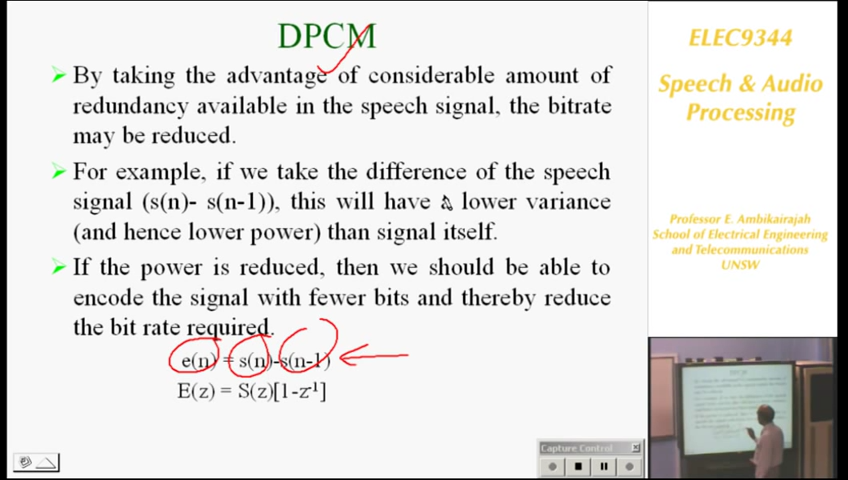 DPCM
By taking the advantage of considerable amount of
redundancy available in the speech signal, the bitrate
may be reduced.
For example, if we take the difference of the speech
signal (s(n)- s(n-1)), this will have a lower variance
(and hence lower power) than signal itself.
If the power is reduced, then we should be able to
encode the signal with fewer bits and thereby reduce
the bit rate required.
e(n) = s(n)-s(n-1)
E(z) = S(z)[1-z¹]
Capture Control
ELEC9344
Speech & Audio
Processing
Professor E. Ambikairajah
School of Electrical Engineering
and Telecommunications
UNSW